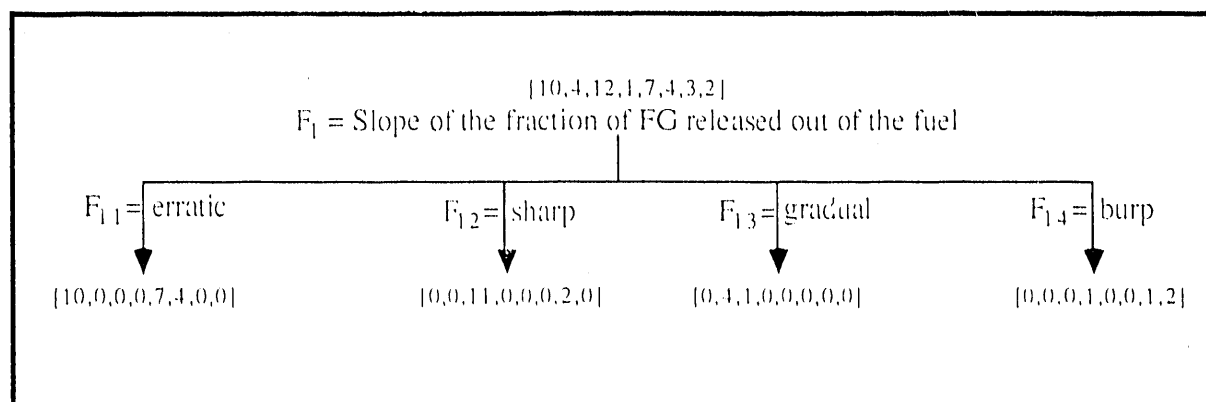 [10,4,12,1,7,4,3,2]
F1 = Slope of the fraction of FG released out of the fuel
F11= erratic
F12= sharp
F13= gradual
F14= burp
[10,0,0,0,7,4,0,0]
[0,0,11,0,0,0,2,0]
[0,4,1,0,0,0,0,0]
[0,0,0,1,0,0,1,2]